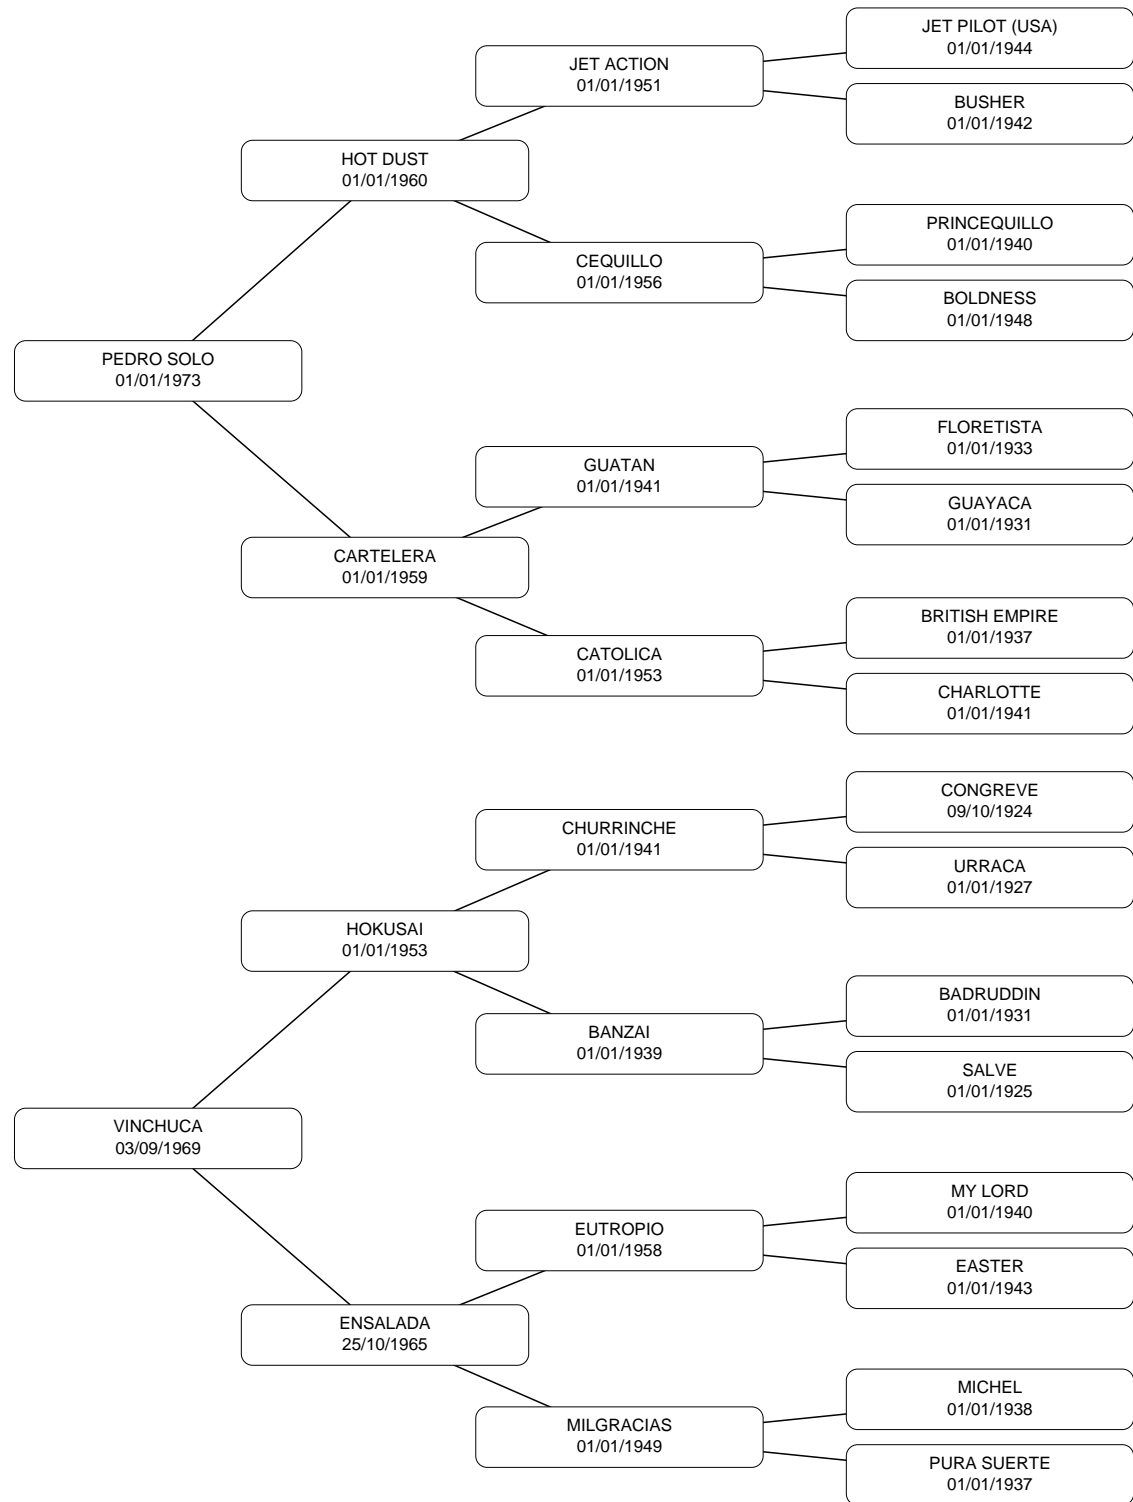 JET PILOT (USA)
01/01/1944
JET ACTION
01/01/1951
BUSHER
01/01/1942
HOT DUST
01/01/1960
PRINCEQUILLO
01/01/1940
CEQUILLO
01/01/1956
BOLDNESS
01/01/1948
PEDRO SOLO
01/01/1973
FLORETISTA
01/01/1933
GUATAN
01/01/1941
GUAYACA
01/01/1931
CARTELERA
01/01/1959
BRITISH EMPIRE
01/01/1937
CATOLICA
01/01/1953
CHARLOTTE
01/01/1941
CONGREVE
09/10/1924
CHURRINCHE
01/01/1941
URRACA
01/01/1927
HOKUSAI
01/01/1953
BADRUDDIN
01/01/1931
BANZAI
01/01/1939
SALVE
01/01/1925
VINCHUCA
03/09/1969
MY LORD
01/01/1940
EUTROPIO
01/01/1958
EASTER
01/01/1943
ENSALADA
25/10/1965
MICHEL
01/01/1938
MILGRACIAS
01/01/1949
PURA SUERTE
01/01/1937